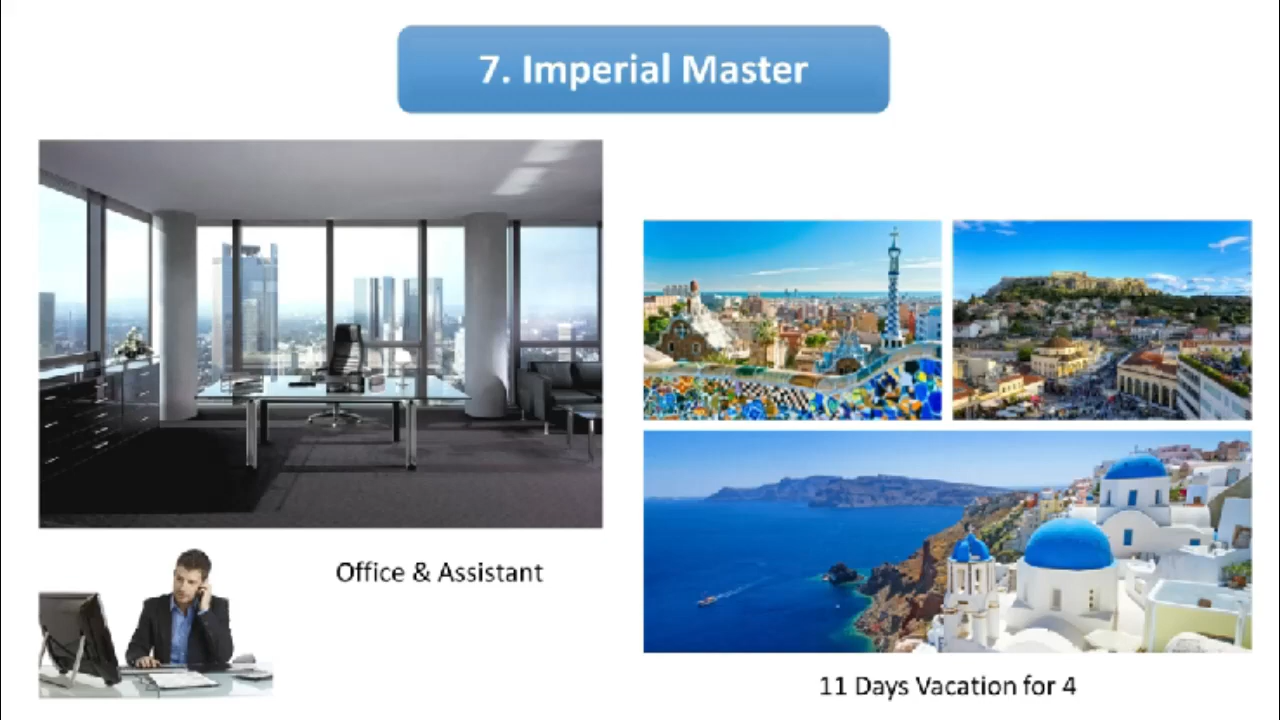 7. Imperial Master
Office & Assistant
11 Days Vacation for 4